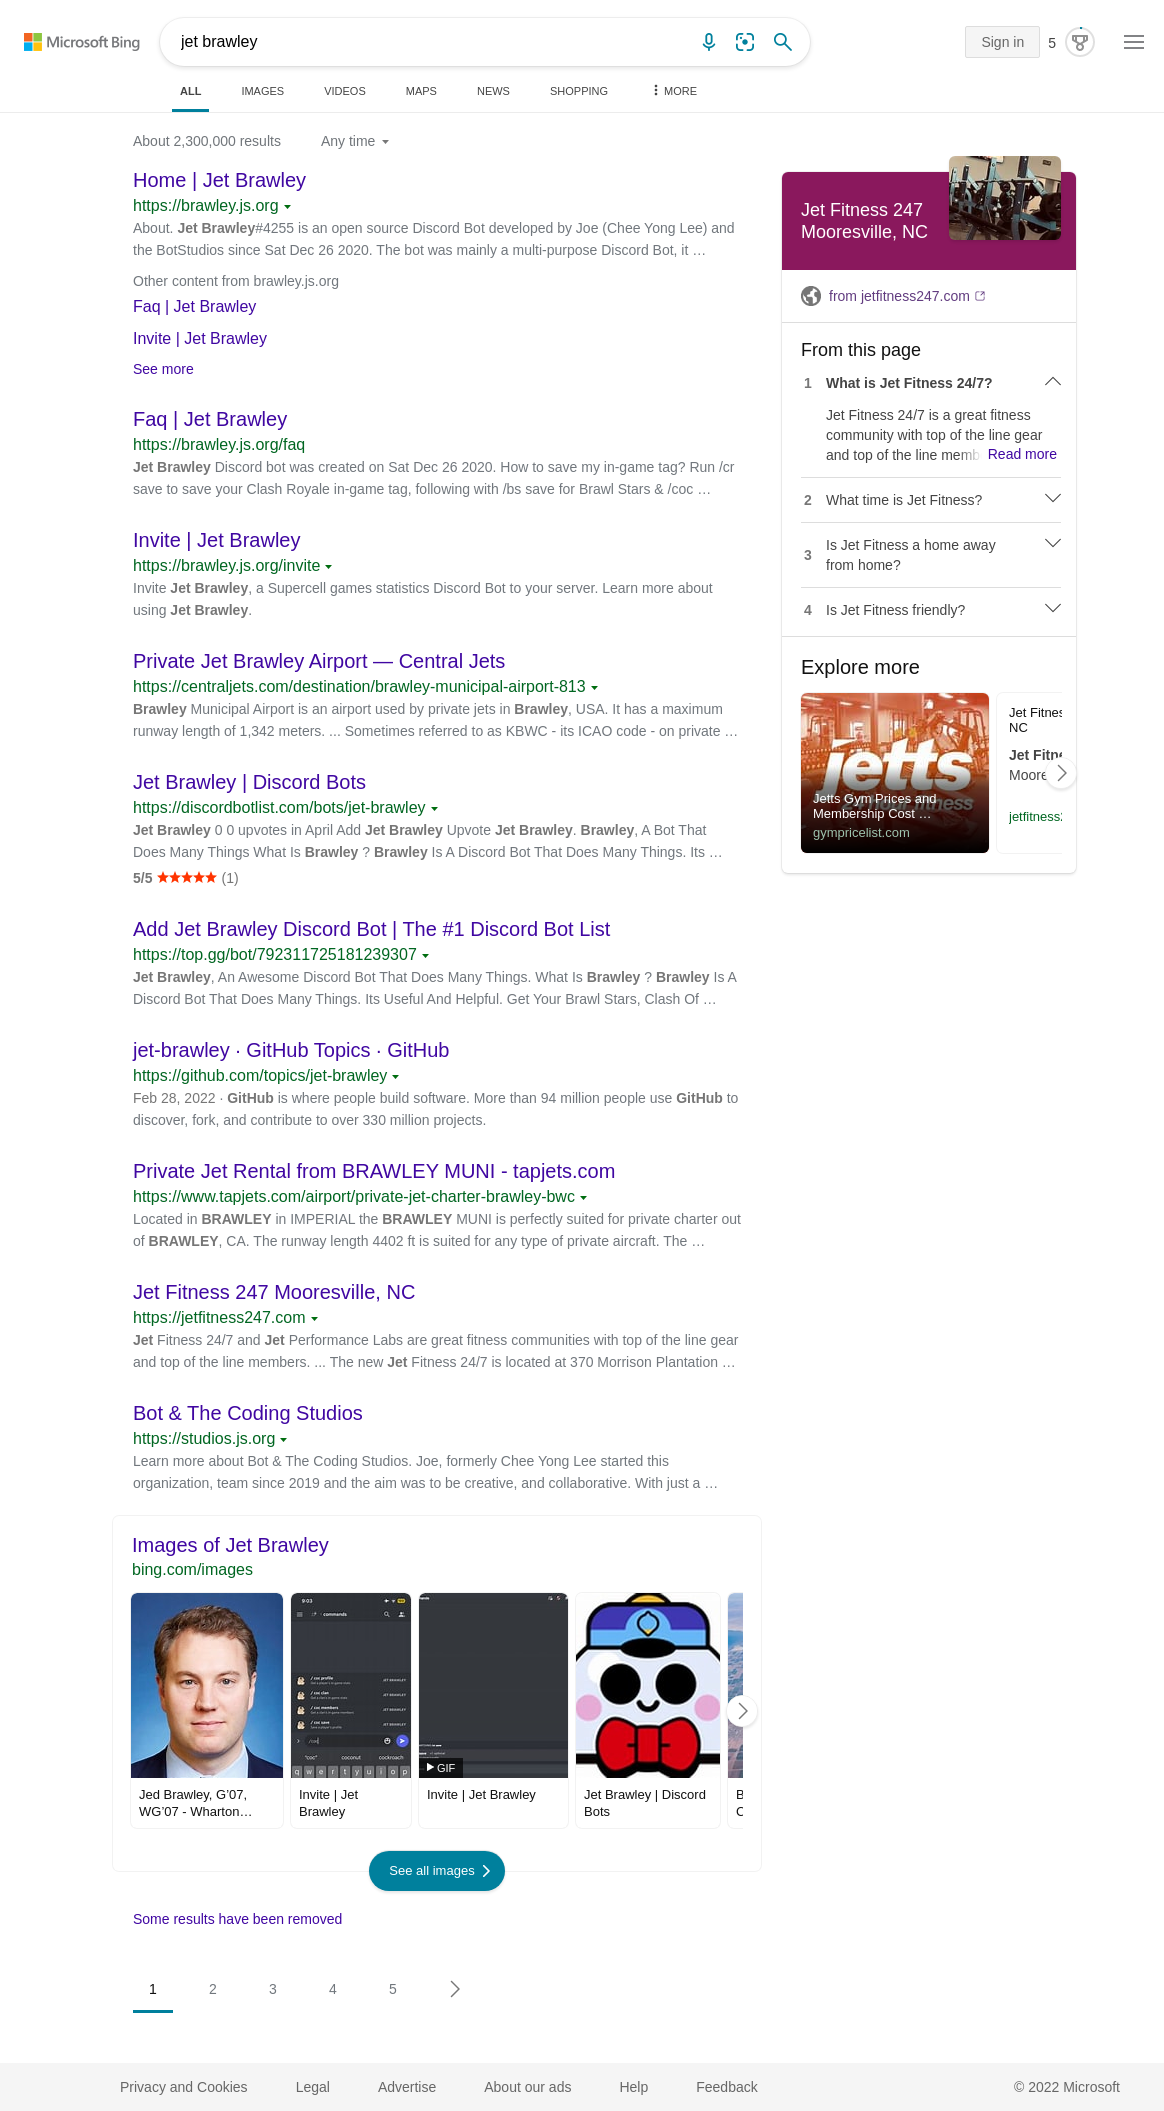 Microsoft Bing
jet brawley
Sign in
5
ALL
IMAGES
VIDEOS
MAPS
NEWS
SHOPPING
MORE
About 2,300,000 results
Any time
Home | Jet Brawley
https://brawley.js.org
About. Jet Brawley#4255 is an open source Discord Bot developed by Joe (Chee Yong Lee) and
the BotStudios since Sat Dec 26 2020. The bot was mainly a multi-purpose Discord Bot, it …
Other content from brawley.js.org
Faq | Jet Brawley
Invite | Jet Brawley
See more
Faq | Jet Brawley
https://brawley.js.org/faq
Jet Brawley Discord bot was created on Sat Dec 26 2020. How to save my in-game tag? Run /cr
save to save your Clash Royale in-game tag, following with /bs save for Brawl Stars & /coc …
Invite | Jet Brawley
https://brawley.js.org/invite
Invite Jet Brawley, a Supercell games statistics Discord Bot to your server. Learn more about
using Jet Brawley.
Private Jet Brawley Airport — Central Jets
https://centraljets.com/destination/brawley-municipal-airport-813
Brawley Municipal Airport is an airport used by private jets in Brawley, USA. It has a maximum
runway length of 1,342 meters. ... Sometimes referred to as KBWC - its ICAO code - on private …
Jet Brawley | Discord Bots
https://discordbotlist.com/bots/jet-brawley
Jet Brawley 0 0 upvotes in April Add Jet Brawley Upvote Jet Brawley. Brawley, A Bot That
Does Many Things What Is Brawley ? Brawley Is A Discord Bot That Does Many Things. Its …
5/5 ★★★★★ (1)
Add Jet Brawley Discord Bot | The #1 Discord Bot List
https://top.gg/bot/792311725181239307
Jet Brawley, An Awesome Discord Bot That Does Many Things. What Is Brawley ? Brawley Is A
Discord Bot That Does Many Things. Its Useful And Helpful. Get Your Brawl Stars, Clash Of …
jet-brawley · GitHub Topics · GitHub
https://github.com/topics/jet-brawley
Feb 28, 2022 · GitHub is where people build software. More than 94 million people use GitHub to
discover, fork, and contribute to over 330 million projects.
Private Jet Rental from BRAWLEY MUNI - tapjets.com
https://www.tapjets.com/airport/private-jet-charter-brawley-bwc
Located in BRAWLEY in IMPERIAL the BRAWLEY MUNI is perfectly suited for private charter out
of BRAWLEY, CA. The runway length 4402 ft is suited for any type of private aircraft. The …
Jet Fitness 247 Mooresville, NC
https://jetfitness247.com
Jet Fitness 24/7 and Jet Performance Labs are great fitness communities with top of the line gear
and top of the line members. ... The new Jet Fitness 24/7 is located at 370 Morrison Plantation …
Bot & The Coding Studios
https://studios.js.org
Learn more about Bot & The Coding Studios. Joe, formerly Chee Yong Lee started this
organization, team since 2019 and the aim was to be creative, and collaborative. With just a …
Images of Jet Brawley
bing.com/images
9:03
commands
/ coc profile
JET BRAWLEY
/ coc clan
JET BRAWLEY
/ coc members
JET BRAWLEY
/ coc save
JET BRAWLEY
/coc
"coc"
coconut
cockroach
q w e r t y u i o p
GIF
Jed Brawley, G’07,
WG’07 - Wharton…
Invite | Jet
Brawley
Invite | Jet Brawley
Jet Brawley | Discord
Bots
See all images
Some results have been removed
1
2
3
4
5
Jet Fitness 247
Mooresville, NC
from jetfitness247.com
From this page
1 What is Jet Fitness 24/7?
Jet Fitness 24/7 is a great fitness
community with top of the line gear
and top of the line memb Read more
2 What time is Jet Fitness?
3 Is Jet Fitness a home away
from home?
4 Is Jet Fitness friendly?
Explore more
jetts
24 hour fitness
Jetts Gym Prices and
Membership Cost …
gympricelist.com
Jet Fitnes
NC
Jet Fitne
Moore
jetfitness2
Privacy and Cookies
Legal
Advertise
About our ads
Help
Feedback
© 2022 Microsoft